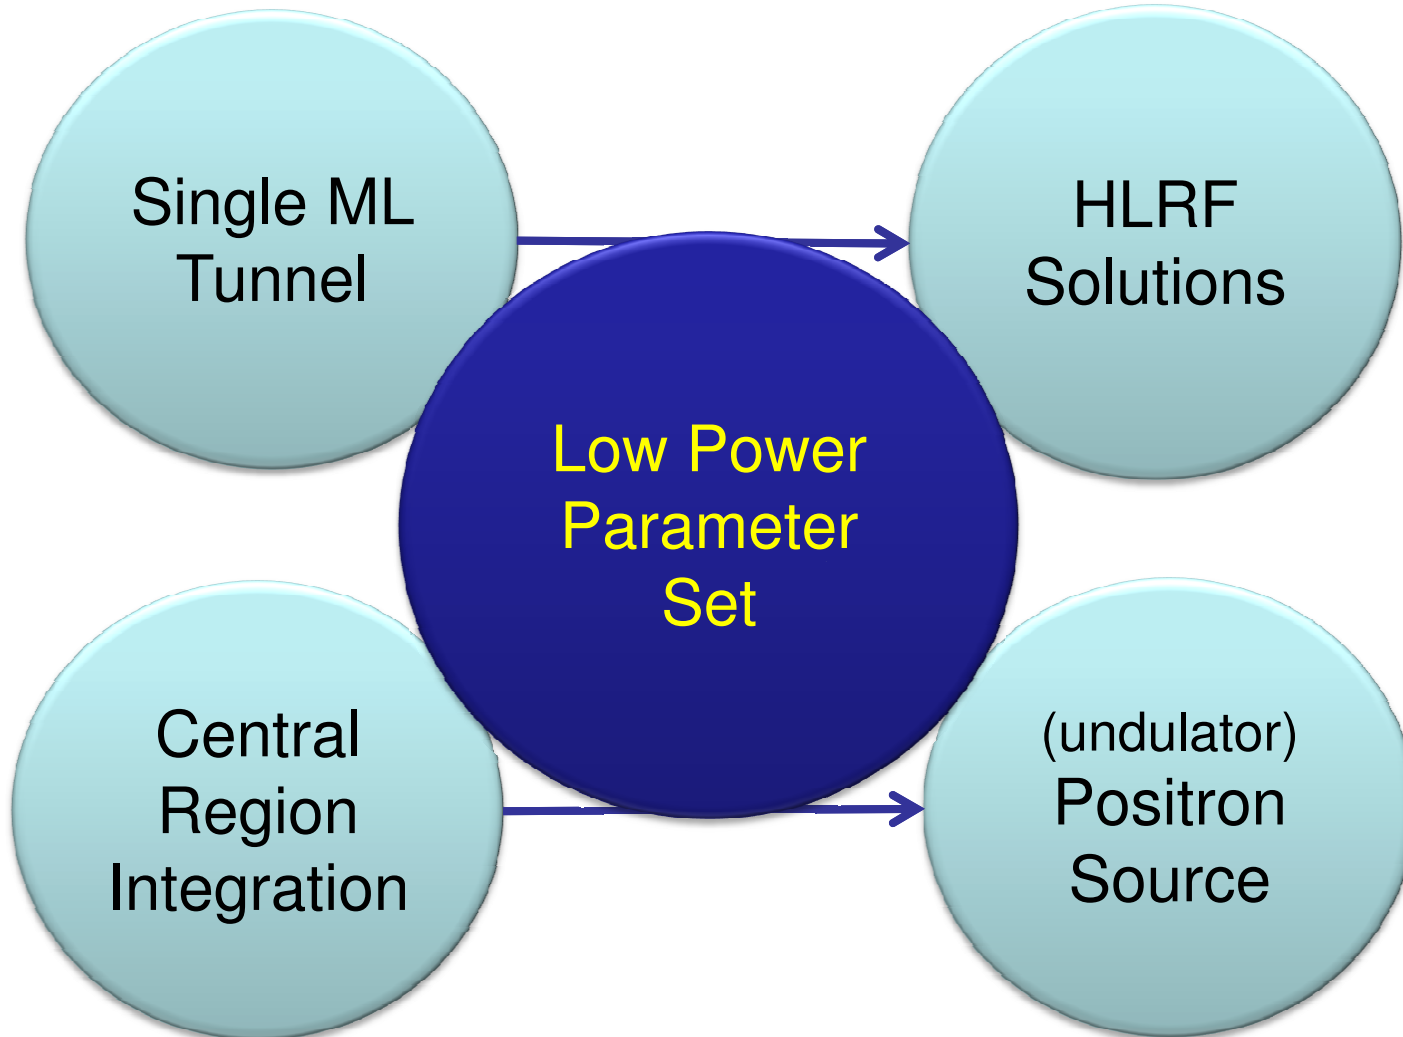 Single ML
Tunnel
HLRF
Solutions
Low Power
Parameter
Set
Central
Region
Integration
(undulator)
Positron
Source